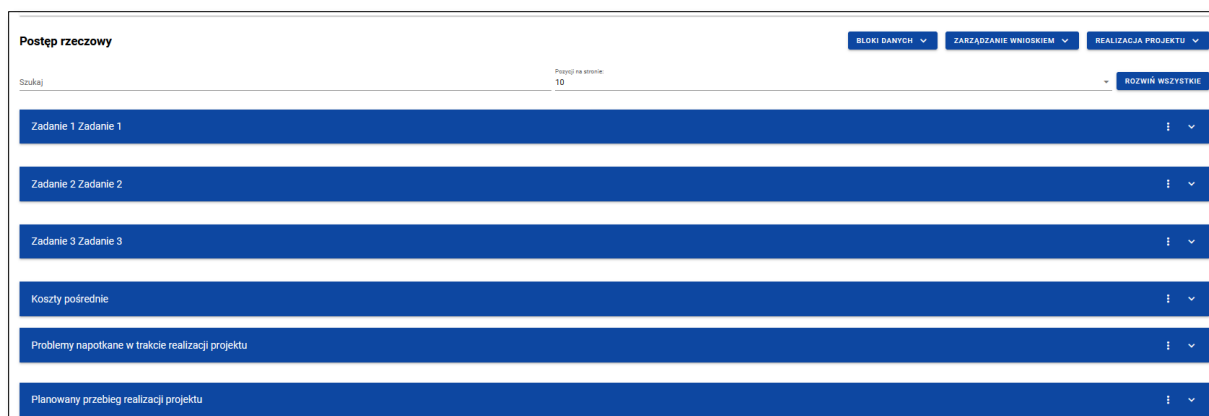 Postęp rzeczowy
BLOKI DANYCH
ZARZĄDZANIE WNIOSKIEM
REALIZACJA PROJEKTU
Szukaj
Pozycji na stronie:
10
ROZWIŃ WSZYSTKIE
Zadanie 1 Zadanie 1
Zadanie 2 Zadanie 2
Zadanie 3 Zadanie 3
Koszty pośrednie
Problemy napotkane w trakcie realizacji projektu
Planowany przebieg realizacji projektu